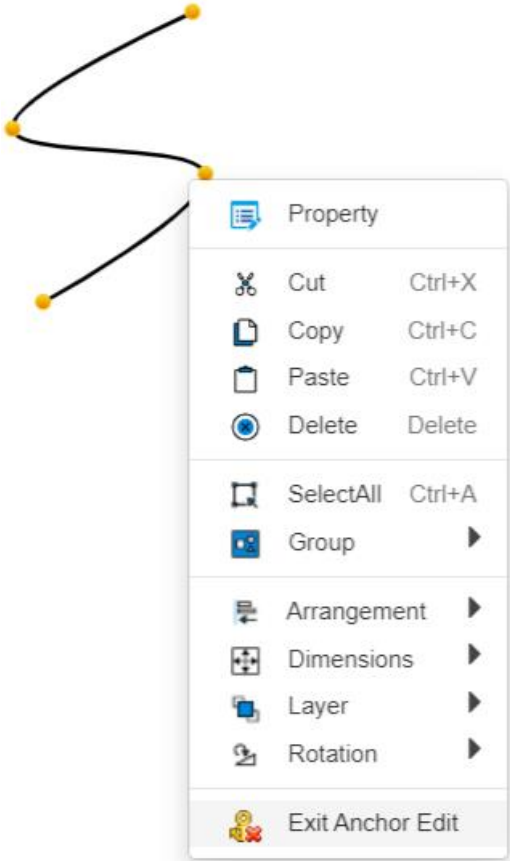 Property
Cut Ctrl+X
Copy Ctrl+C
Paste Ctrl+V
Delete Delete
SelectAll Ctrl+A
Group
Arrangement
Dimensions
Layer
Rotation
Exit Anchor Edit